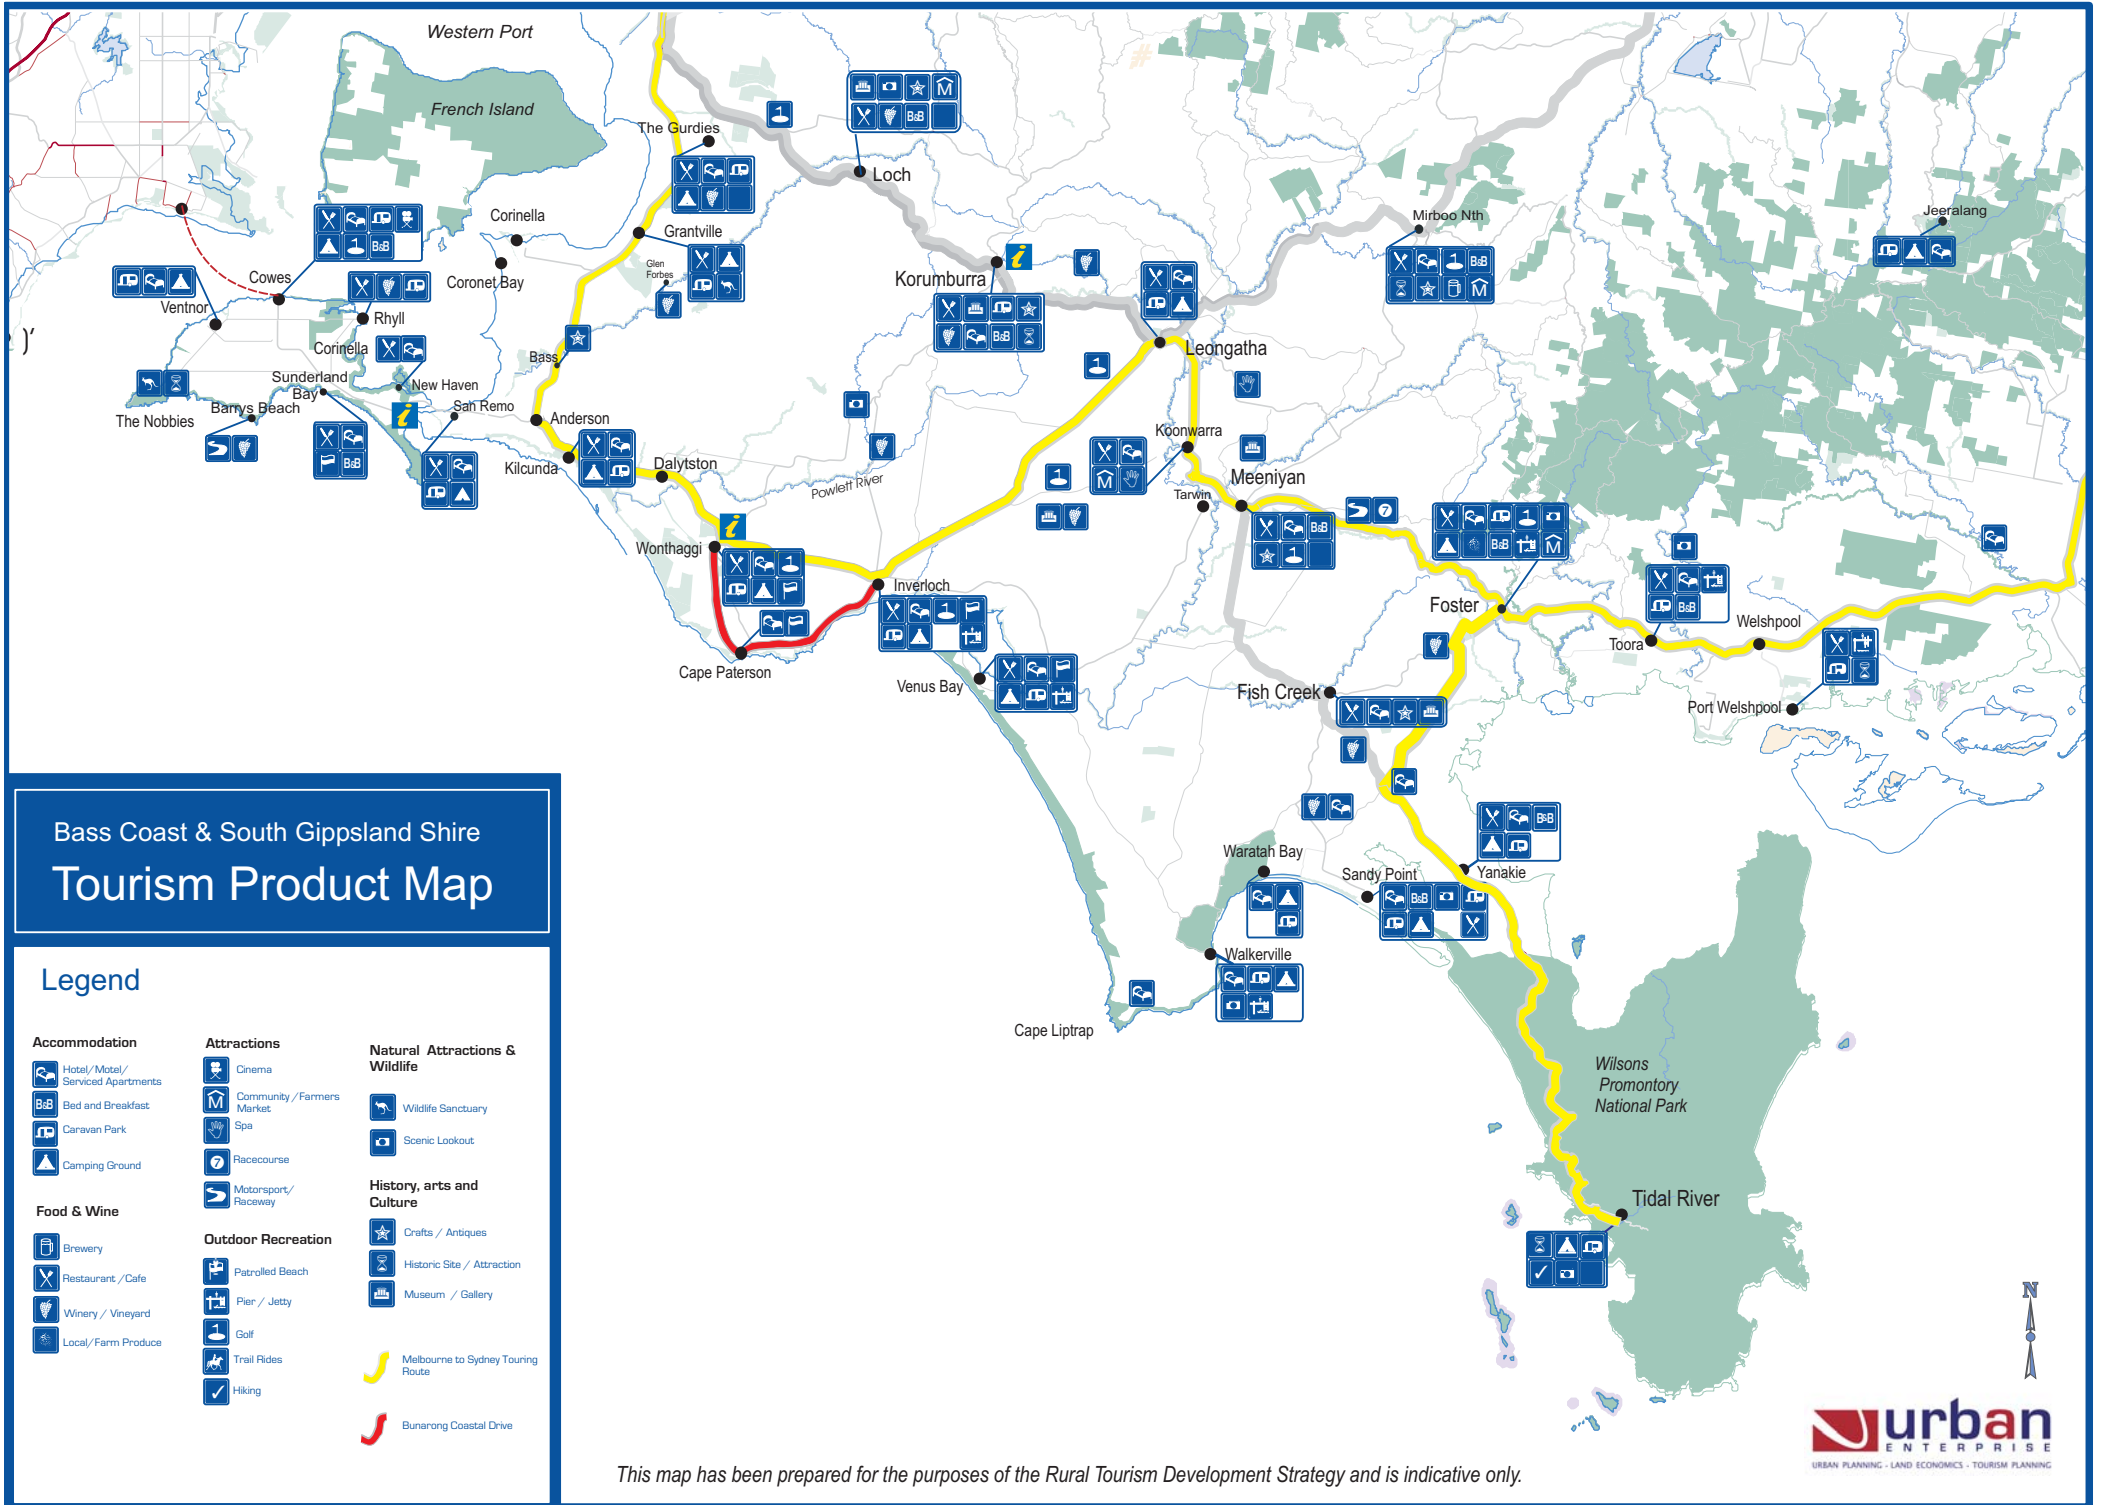 Western Port
French Island
The Gurdies
Loch
Corinella
Grantville
Glen
Forbes
Coronet Bay
Cowes
Ventnor
Rhyll
Corinella
Korumburra
Mirboo Nth
Jeeralang
Leongatha
Bass
Sunderland
Bay
New Haven
San Remo
The Nobbies
Barrys Beach
Anderson
Kilcunda
Dalytston
Powlett River
Koonwarra
Meeniyan
Tarwin
Wonthaggi
Inverloch
Foster
Toora
Welshpool
Cape Paterson
Venus Bay
Fish Creek
Port Welshpool
Waratah Bay
Sandy Point
Yanakie
Walkerville
Cape Liptrap
Wilsons
Promontory
National Park
Tidal River
)'
Bass Coast & South Gippsland Shire
Tourism Product Map
Legend
Accommodation
Hotel/Motel/
Serviced Apartments
B&B Bed and Breakfast
Caravan Park
Camping Ground
Food & Wine
Brewery
Restaurant /Cafe
Winery / Vineyard
Local/Farm Produce
Attractions
Cinema
M Community /Farmers
Market
Spa
7 Racecourse
Motorsport/
Raceway
Outdoor Recreation
Patrolled Beach
Pier / Jetty
Golf
Trail Rides
Hiking
Natural Attractions &
Wildlife
Wildlife Sanctuary
Scenic Lookout
History, arts and
Culture
Crafts / Antiques
Historic Site / Attraction
Museum / Gallery
Melbourne to Sydney Touring
Route
Bunarong Coastal Drive
N
urban
ENTERPRISE
URBAN PLANNING - LAND ECONOMICS - TOURISM PLANNING
This map has been prepared for the purposes of the Rural Tourism Development Strategy and is indicative only.